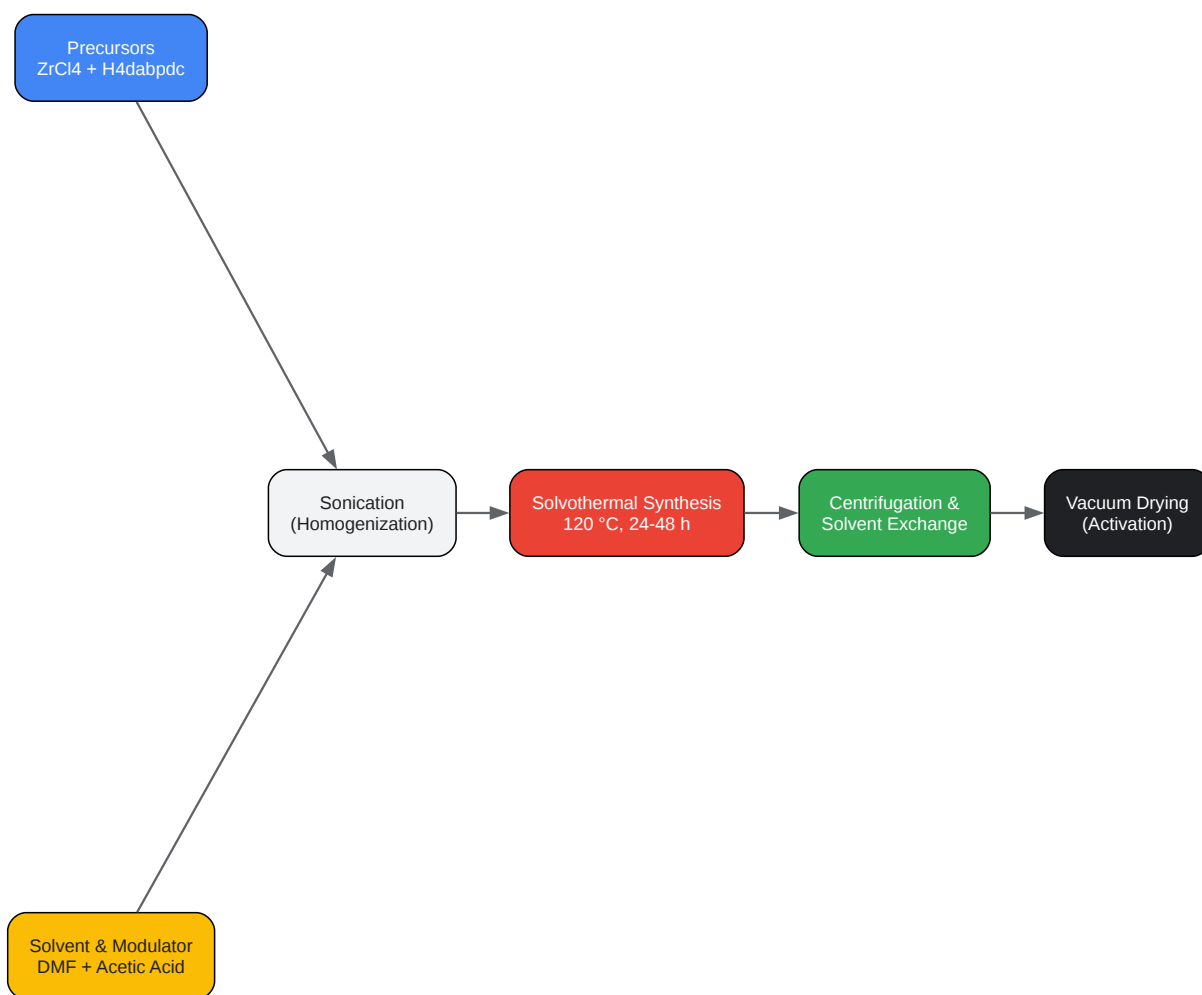 Precursors
ZrCl4 + H4dabpdc
Sonication
(Homogenization)
Solvothermal Synthesis
120 °C, 24-48 h
Centrifugation &
Solvent Exchange
Vacuum Drying
(Activation)
Solvent & Modulator
DMF + Acetic Acid